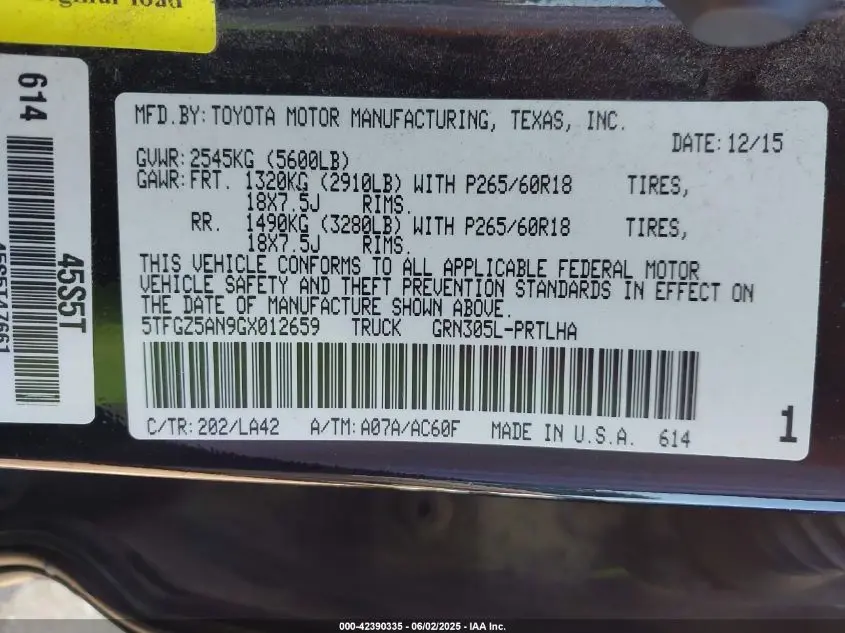 original load
614
45S5T
45S5T47661
MFD.BY: TOYOTA MOTOR MANUFACTURING, TEXAS, INC.
DATE: 12/15
GVWR: 2545KG (5600LB)
GAWR: FRT. 1320KG (2910LB) WITH P265/60R18 TIRES,
18X7.5J RIMS.
RR. 1490KG (3280LB) WITH P265/60R18 TIRES,
18X7.5J RIMS.
THIS VEHICLE CONFORMS TO ALL APPLICABLE FEDERAL MOTOR
VEHICLE SAFETY AND THEFT PREVENTION STANDARDS IN EFFECT ON
THE DATE OF MANUFACTURE SHOWN ABOVE.
5TFGZ5AN9GX012659 TRUCK GRN305L-PRTLHA
C/TR: 202/LA42 A/TM: A07A/AC60F MADE IN U.S.A. 614
1
000-42390335 - 06/02/2025 - IAA Inc.